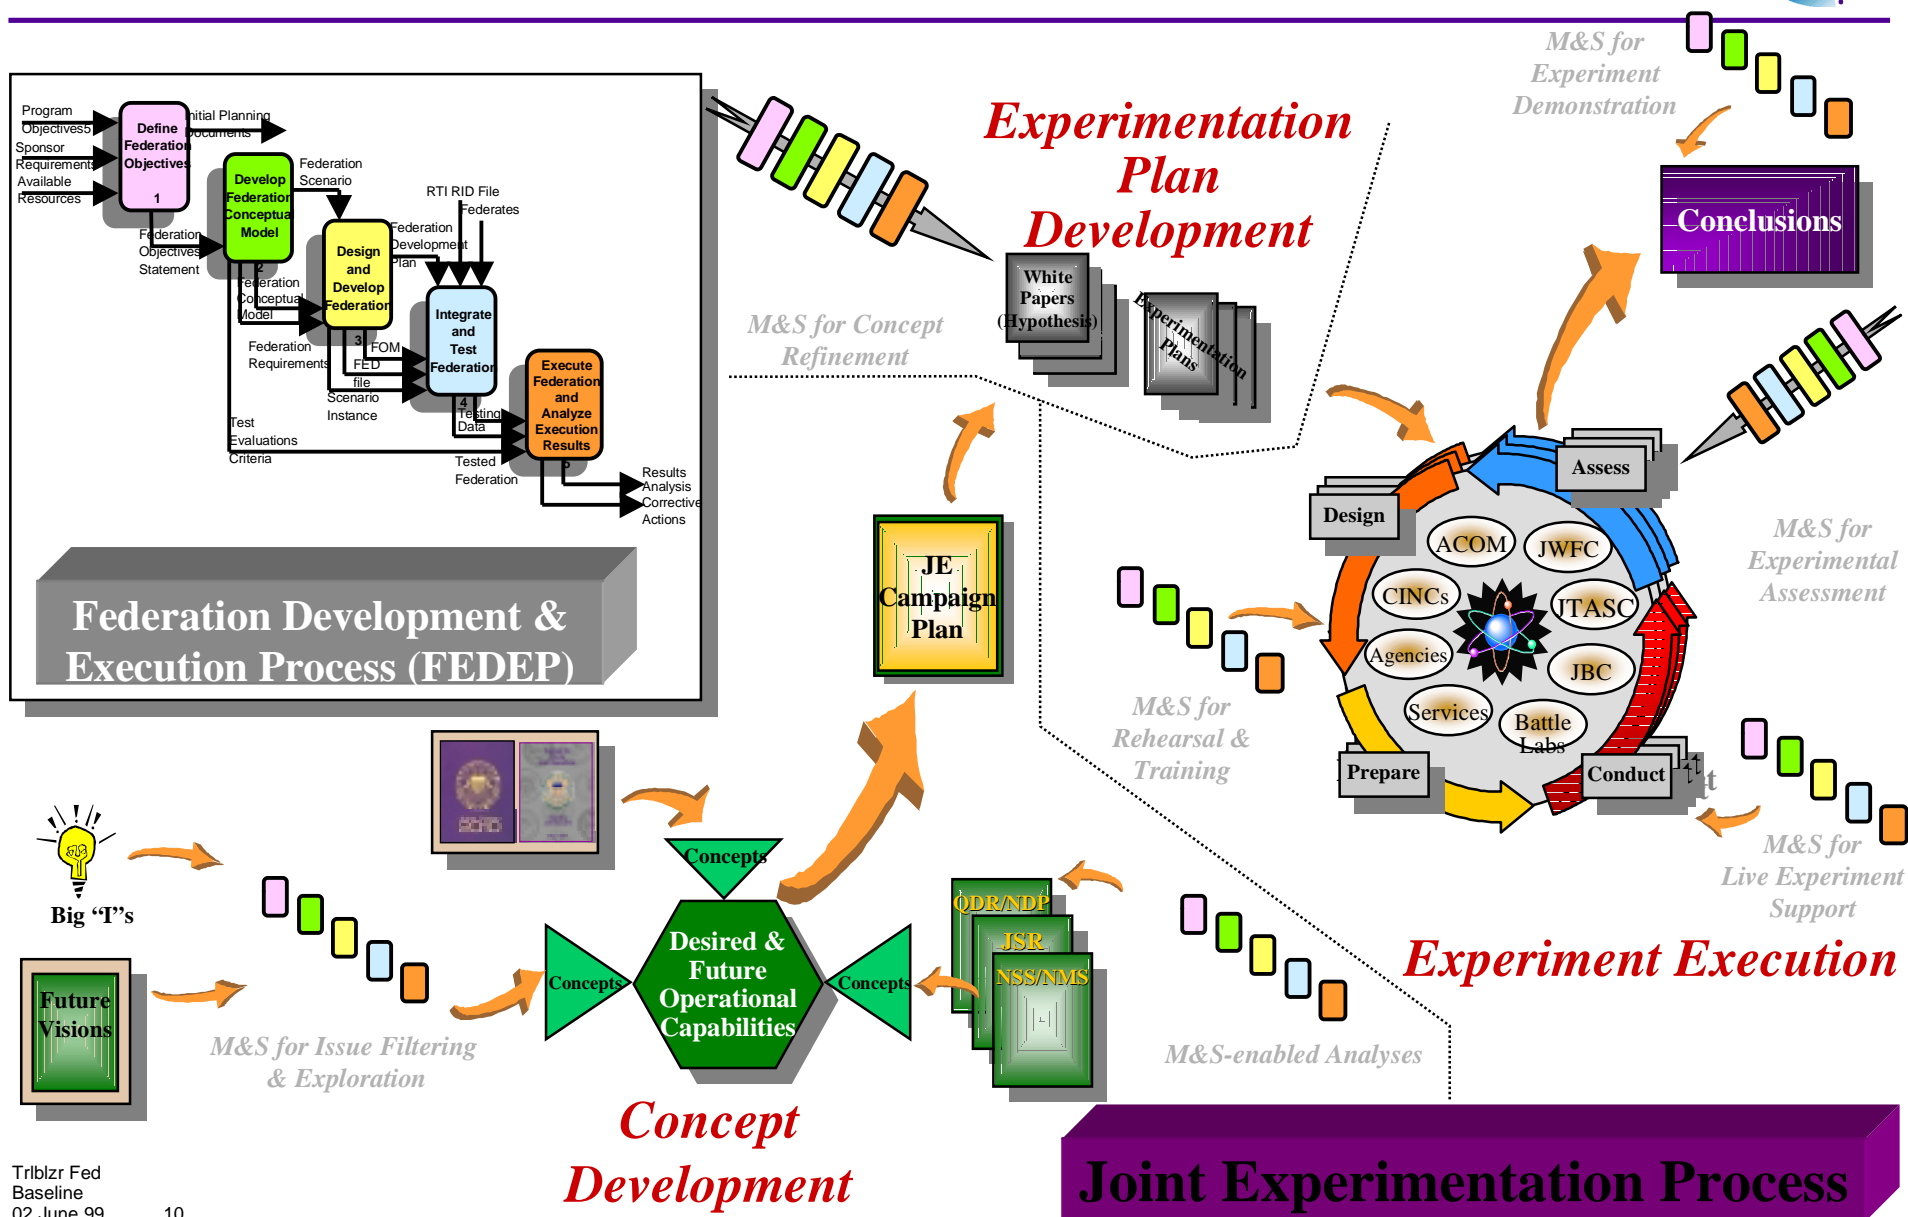 M&S for
Experiment
Demonstration
Program
Objectives5
Sponsor
Requirements
Available
Resources
Define
Federation
Objectives
1
Initial Planning
Documents
Federation
Objectives
Statement
Develop
Federation
Conceptual
Model
2
Federation
Scenario
Federation
Conceptual
Model
Federation
Requirements
Test
Evaluations
Criteria
Design
and
Develop
Federation
3
Federation
Development
Plan
RTI RID File
Federates
FOM
FED
file
Scenario
Instance
Integrate
and
Test
Federation
4
Testing
Data
Tested
Federation
Execute
Federation
and
Analyze
Execution
Results
5
Results
Analysis
Corrective
Actions
Federation Development &
Execution Process (FEDEP)
Experimentation
Plan
Development
White
Papers
(Hypothesis)
Experimentation
Plans
M&S for Concept
Refinement
Conclusions
JE
Campaign
Plan
Design
Assess
Prepare
Conduct
ACOM
JWFC
CINCs
JTASC
Agencies
JBC
Services
Battle
Labs
M&S for
Experimental
Assessment
M&S for
Rehearsal &
Training
M&S for
Live Experiment
Support
Experiment Execution
Big “I”s
Future
Visions
M&S for Issue Filtering
& Exploration
Concepts
Concepts
Concepts
Desired &
Future
Operational
Capabilities
QDR/NDP
JSR
NSS/NMS
M&S-enabled Analyses
Concept
Development
Joint Experimentation Process
Trlblzr Fed
Baseline
02 June 99 10